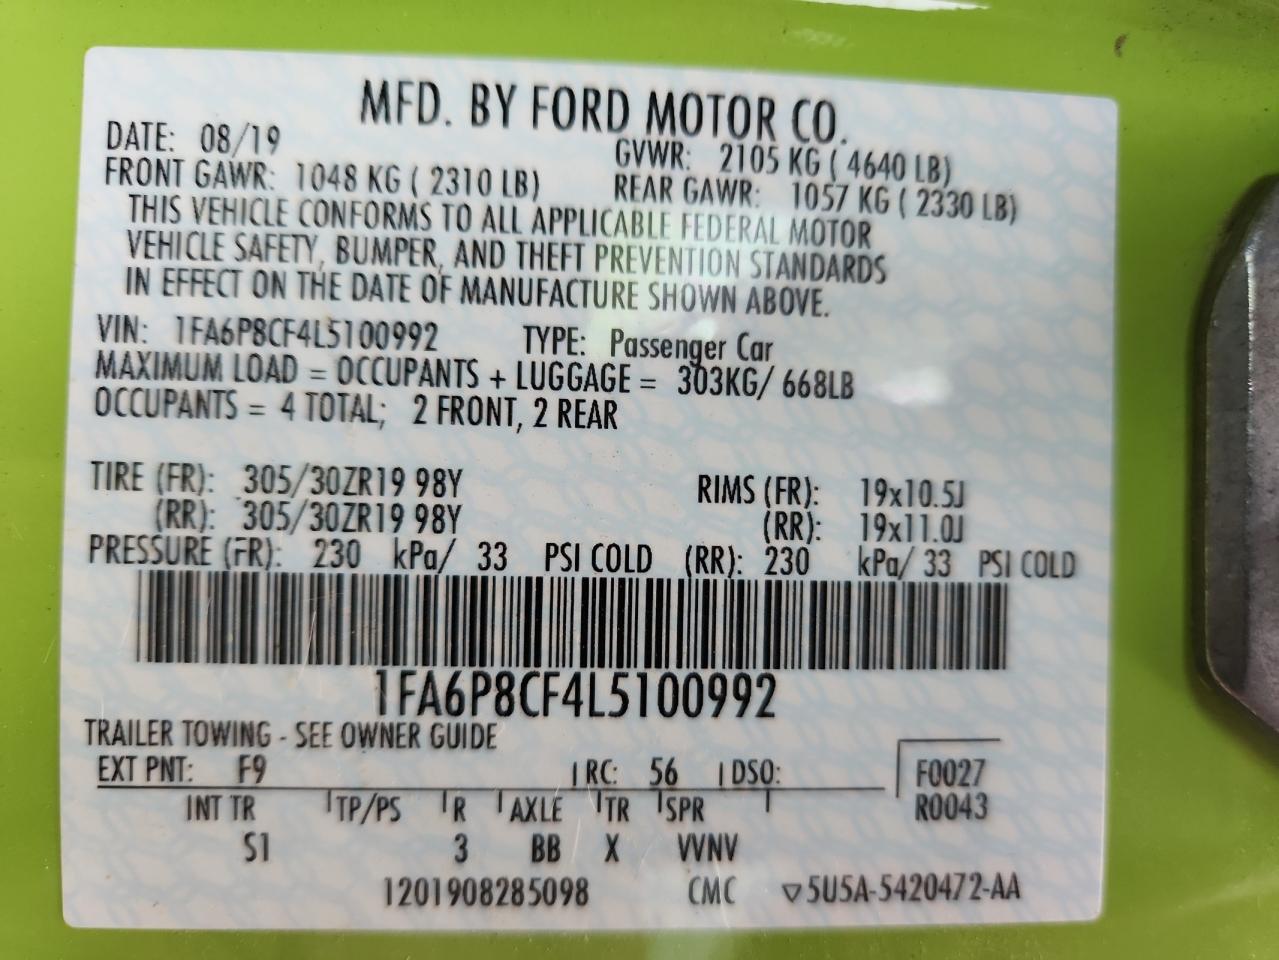 MFD. BY FORD MOTOR CO.
DATE: 08/19 GVWR: 2105 KG ( 4640 LB)
FRONT GAWR: 1048 KG ( 2310 LB) REAR GAWR: 1057 KG ( 2330 LB)
THIS VEHICLE CONFORMS TO ALL APPLICABLE FEDERAL MOTOR
VEHICLE SAFETY, BUMPER, AND THEFT PREVENTION STANDARDS
IN EFFECT ON THE DATE OF MANUFACTURE SHOWN ABOVE.
VIN: 1FA6P8CF4L5100992 TYPE: Passenger Car
MAXIMUM LOAD = OCCUPANTS + LUGGAGE = 303KG/ 668LB
OCCUPANTS = 4 TOTAL; 2 FRONT, 2 REAR
TIRE (FR): 305/30ZR19 98Y RIMS (FR): 19x10.5J
(RR): 305/30ZR19 98Y (RR): 19x11.0J
PRESSURE (FR): 230 kPa/ 33 PSI COLD (RR): 230 kPa/ 33 PSI COLD
1FA6P8CF4L5100992
TRAILER TOWING - SEE OWNER GUIDE
EXT PNT: F9 RC: 56 DSO: F0027
INT TR TP/PS R AXLE TR SPR R0043
S1 3 BB X VVNV
1201908285098 CMC ▽5U5A-5420472-AA